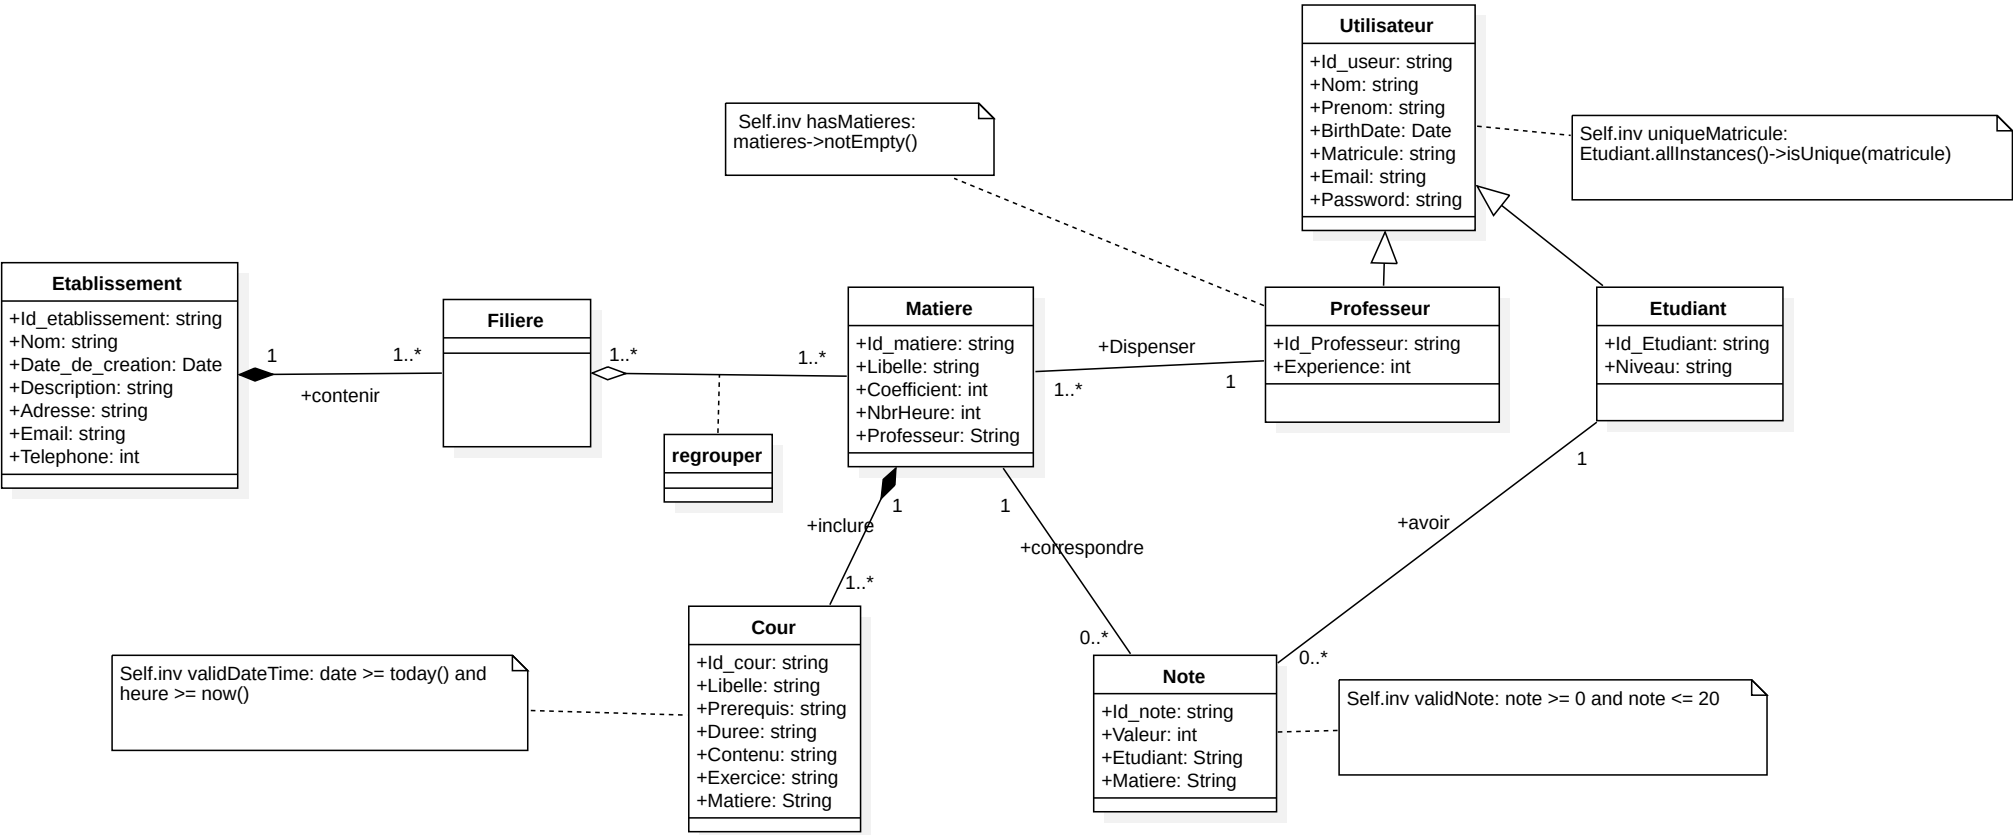 Utilisateur
+Id_useur: string
+Nom: string
+Prenom: string
+BirthDate: Date
+Matricule: string
+Email: string
+Password: string
Self.inv hasMatieres:
matieres->notEmpty()
Self.inv uniqueMatricule:
Etudiant.allInstances()->isUnique(matricule)
Etablissement
+Id_etablissement: string
+Nom: string
+Date_de_creation: Date
+Description: string
+Adresse: string
+Email: string
+Telephone: int
1
1..*
+contenir
Filiere
1..*
1..*
regrouper
Matiere
+Id_matiere: string
+Libelle: string
+Coefficient: int
+NbrHeure: int
+Professeur: String
+Dispenser
1..*
1
Professeur
+Id_Professeur: string
+Experience: int
Etudiant
+Id_Etudiant: string
+Niveau: string
1
+inclure
1..*
1
+correspondre
0..*
1
+avoir
0..*
Cour
+Id_cour: string
+Libelle: string
+Prerequis: string
+Duree: string
+Contenu: string
+Exercice: string
+Matiere: String
Self.inv validDateTime: date >= today() and
heure >= now()
Note
+Id_note: string
+Valeur: int
+Etudiant: String
+Matiere: String
Self.inv validNote: note >= 0 and note <= 20